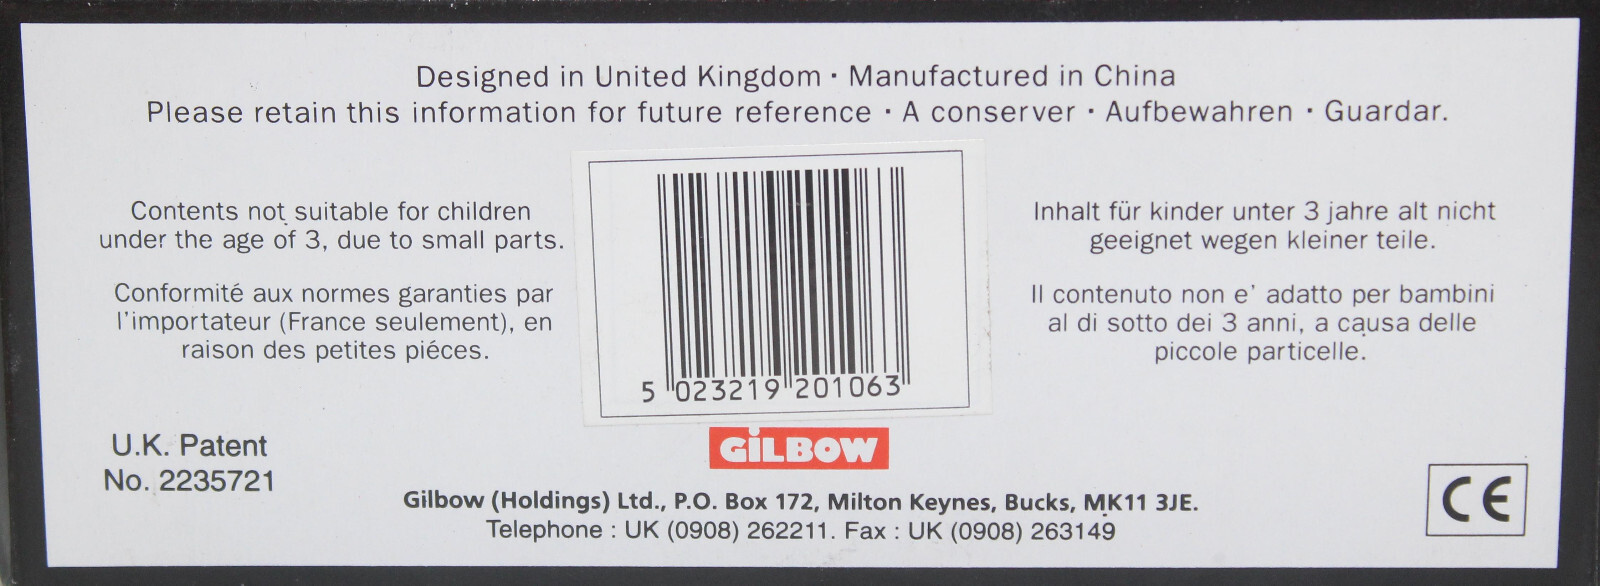 Designed in United Kingdom · Manufactured in China
Please retain this information for future reference · A conserver · Aufbewahren · Guardar.
Contents not suitable for children
under the age of 3, due to small parts.
Conformité aux normes garanties par
l'importateur (France seulement), en
raison des petites piéces.
5 023219 201063
Inhalt für kinder unter 3 jahre alt nicht
geeignet wegen kleiner teile.
Il contenuto non e' adatto per bambini
al di sotto dei 3 anni, a causa delle
piccole particelle.
U.K. Patent
No. 2235721
GiLBOW
Gilbow (Holdings) Ltd., P.O. Box 172, Milton Keynes, Bucks, MK11 3JE.
Telephone : UK (0908) 262211. Fax : UK (0908) 263149
CE